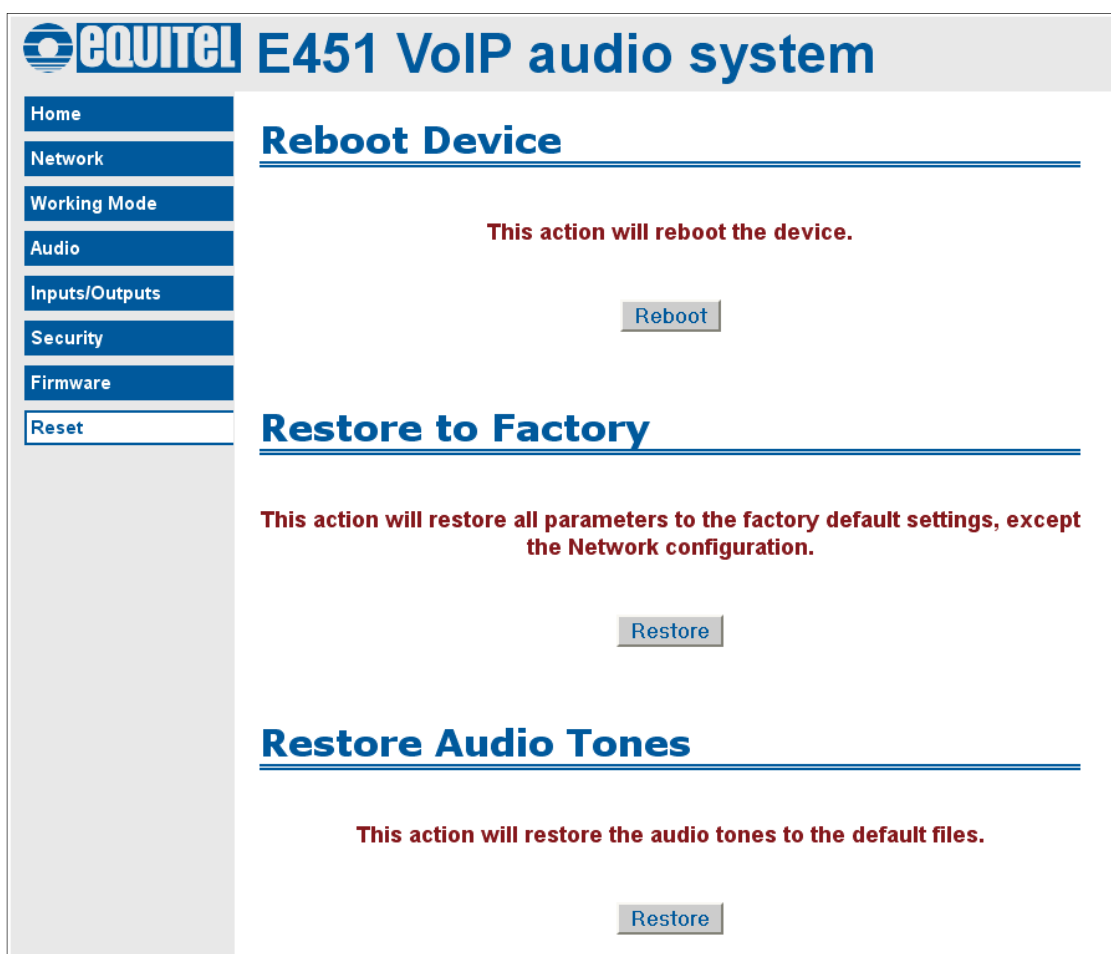 equitel E451 VoIP audio system
Home
Network
Working Mode
Audio
Inputs/Outputs
Security
Firmware
Reset
Reboot Device
This action will reboot the device.
Reboot
Restore to Factory
This action will restore all parameters to the factory default settings, except
the Network configuration.
Restore
Restore Audio Tones
This action will restore the audio tones to the default files.
Restore